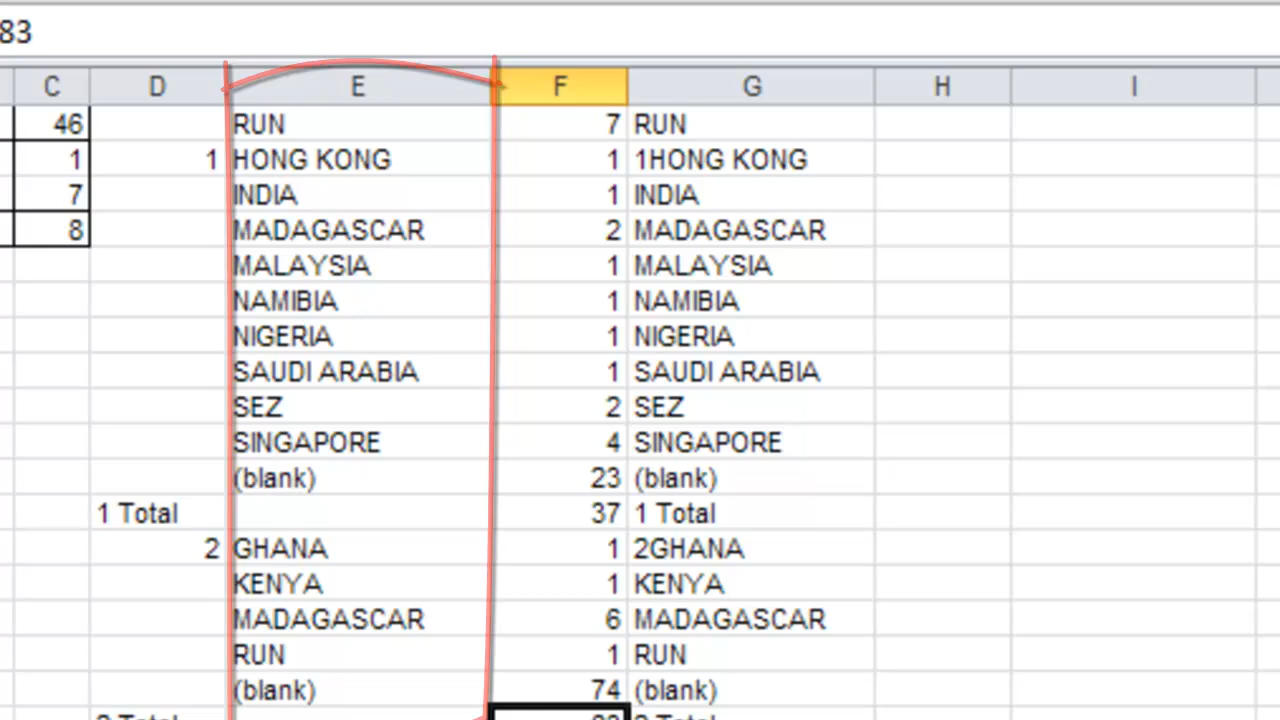 83
C D E F G H I
46 RUN 7 RUN
1 1 HONG KONG 1 1HONG KONG
7 INDIA 1 INDIA
8 MADAGASCAR 2 MADAGASCAR
MALAYSIA 1 MALAYSIA
NAMIBIA 1 NAMIBIA
NIGERIA 1 NIGERIA
SAUDI ARABIA 1 SAUDI ARABIA
SEZ 2 SEZ
SINGAPORE 4 SINGAPORE
(blank) 23 (blank)
1 Total 37 1 Total
2 GHANA 1 2GHANA
KENYA 1 KENYA
MADAGASCAR 6 MADAGASCAR
RUN 1 RUN
(blank) 74 (blank)